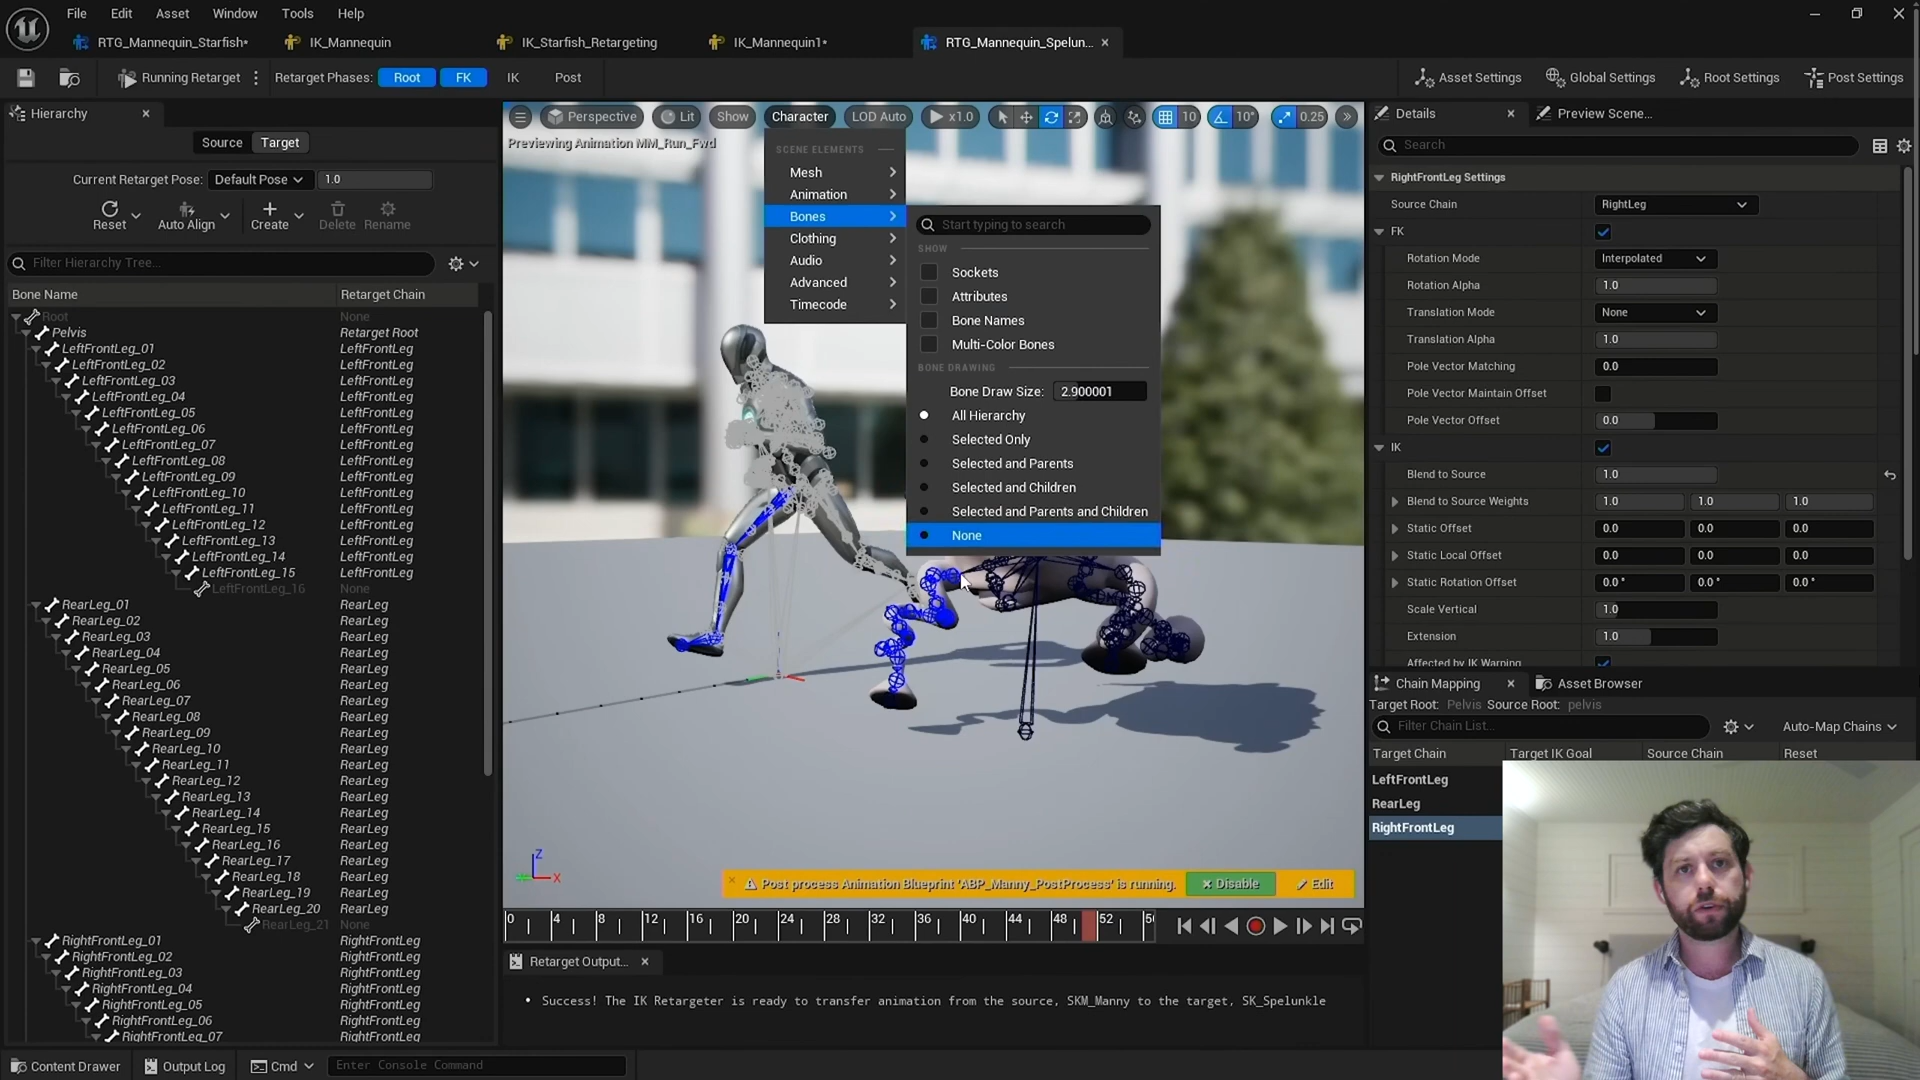 File Edit Asset Window Tools Help
RTG_Mannequin_Starfish* IK_Mannequin IK_Starfish_Retargeting IK_Mannequin1* RTG_Mannequin_Spelun...
Running Retarget Retarget Phases: Root FK IK Post Asset Settings Global Settings Root Settings Post Settings
Hierarchy
Source Target
Current Retarget Pose: Default Pose 1.0
Reset Auto Align Create Delete Rename
Filter Hierarchy Tree...
Bone Name Retarget Chain
Root None
Pelvis Retarget Root
LeftFrontLeg_01 LeftFrontLeg
LeftFrontLeg_02 LeftFrontLeg
LeftFrontLeg_03 LeftFrontLeg
LeftFrontLeg_04 LeftFrontLeg
LeftFrontLeg_05 LeftFrontLeg
LeftFrontLeg_06 LeftFrontLeg
LeftFrontLeg_07 LeftFrontLeg
LeftFrontLeg_08 LeftFrontLeg
LeftFrontLeg_09 LeftFrontLeg
LeftFrontLeg_10 LeftFrontLeg
LeftFrontLeg_11 LeftFrontLeg
LeftFrontLeg_12 LeftFrontLeg
LeftFrontLeg_13 LeftFrontLeg
LeftFrontLeg_14 LeftFrontLeg
LeftFrontLeg_15 LeftFrontLeg
LeftFrontLeg_16 None
RearLeg_01 RearLeg
RearLeg_02 RearLeg
RearLeg_03 RearLeg
RearLeg_04 RearLeg
RearLeg_05 RearLeg
RearLeg_06 RearLeg
RearLeg_07 RearLeg
RearLeg_08 RearLeg
RearLeg_09 RearLeg
RearLeg_10 RearLeg
RearLeg_11 RearLeg
RearLeg_12 RearLeg
RearLeg_13 RearLeg
RearLeg_14 RearLeg
RearLeg_15 RearLeg
RearLeg_16 RearLeg
RearLeg_17 RearLeg
RearLeg_18 RearLeg
RearLeg_19 RearLeg
RearLeg_20 RearLeg
RearLeg_21 None
RightFrontLeg_01 RightFrontLeg
RightFrontLeg_02 RightFrontLeg
RightFrontLeg_03 RightFrontLeg
RightFrontLeg_04 RightFrontLeg
RightFrontLeg_05 RightFrontLeg
RightFrontLeg_06 RightFrontLeg
RightFrontLeg_07 RightFrontLeg
Perspective Lit Show Character LOD Auto x1.0 10 10° 0.25
Previewing Animation MM_Run_Fwd
SCENE ELEMENTS
Mesh
Animation
Bones
Clothing
Audio
Advanced
Timecode
Start typing to search
SHOW
Sockets
Attributes
Bone Names
Multi-Color Bones
BONE DRAWING
Bone Draw Size: 2.900001
All Hierarchy
Selected Only
Selected and Parents
Selected and Children
Selected and Parents and Children
None
Z
X
Post process Animation Blueprint 'ABP_Manny_PostProcess' is running. Disable Edit
0 4 8 12 16 20 24 28 32 36 40 44 48 52
Retarget Output...
• Success! The IK Retargeter is ready to transfer animation from the source, SKM_Manny to the target, SK_Spelunkle
Details Preview Scene...
Search
RightFrontLeg Settings
Source Chain RightLeg
FK
Rotation Mode Interpolated
Rotation Alpha 1.0
Translation Mode None
Translation Alpha 1.0
Pole Vector Matching 0.0
Pole Vector Maintain Offset
Pole Vector Offset 0.0
IK
Blend to Source 1.0
Blend to Source Weights 1.0 1.0 1.0
Static Offset 0.0 0.0 0.0
Static Local Offset 0.0 0.0 0.0
Static Rotation Offset 0.0° 0.0° 0.0°
Scale Vertical 1.0
Extension 1.0
Affected by IK Warping
Chain Mapping Asset Browser
Target Root: Pelvis Source Root: pelvis
Filter Chain List... Auto-Map Chains
Target Chain Target IK Goal Source Chain Reset
LeftFrontLeg
RearLeg
RightFrontLeg
Content Drawer Output Log Cmd Enter Console Command